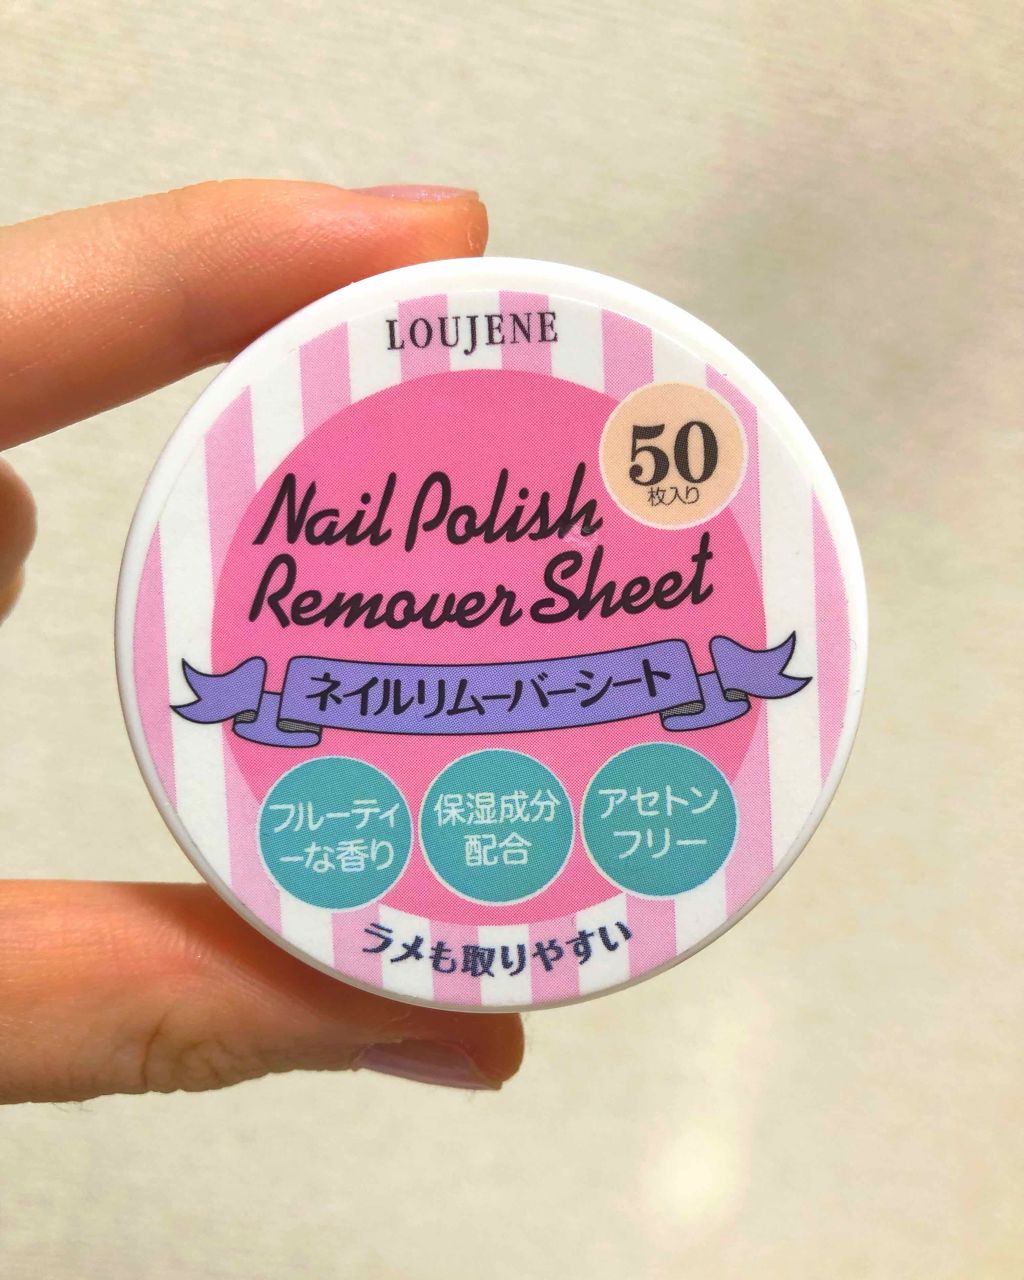 LOUJENE
50
枚入り
Nail Polish
Remover Sheet
ネイルリムーバーシート
フルーティ
ーな香り
保湿成分
配合
アセトン
フリー
ラメも取りやすい